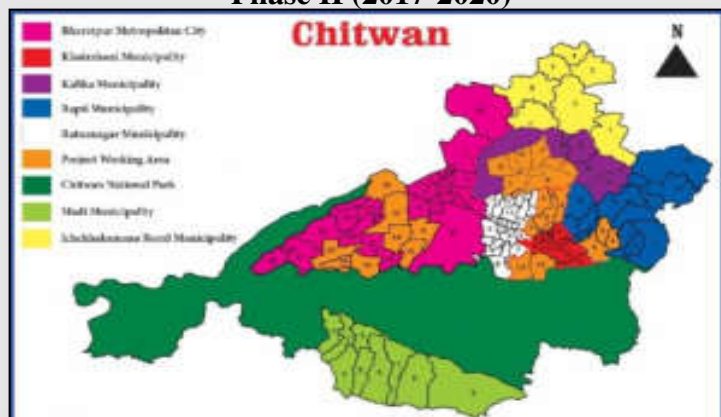 Phase II (2017-2020)
Chitwan
N
Bharatpur Metropolitan City
Khairahani Municipality
Kalika Municipality
Rapti Municipality
Ratnanagar Municipality
Project Working Area
Chitwan National Park
Madi Municipality
Ichchhakamana Rural Municipality